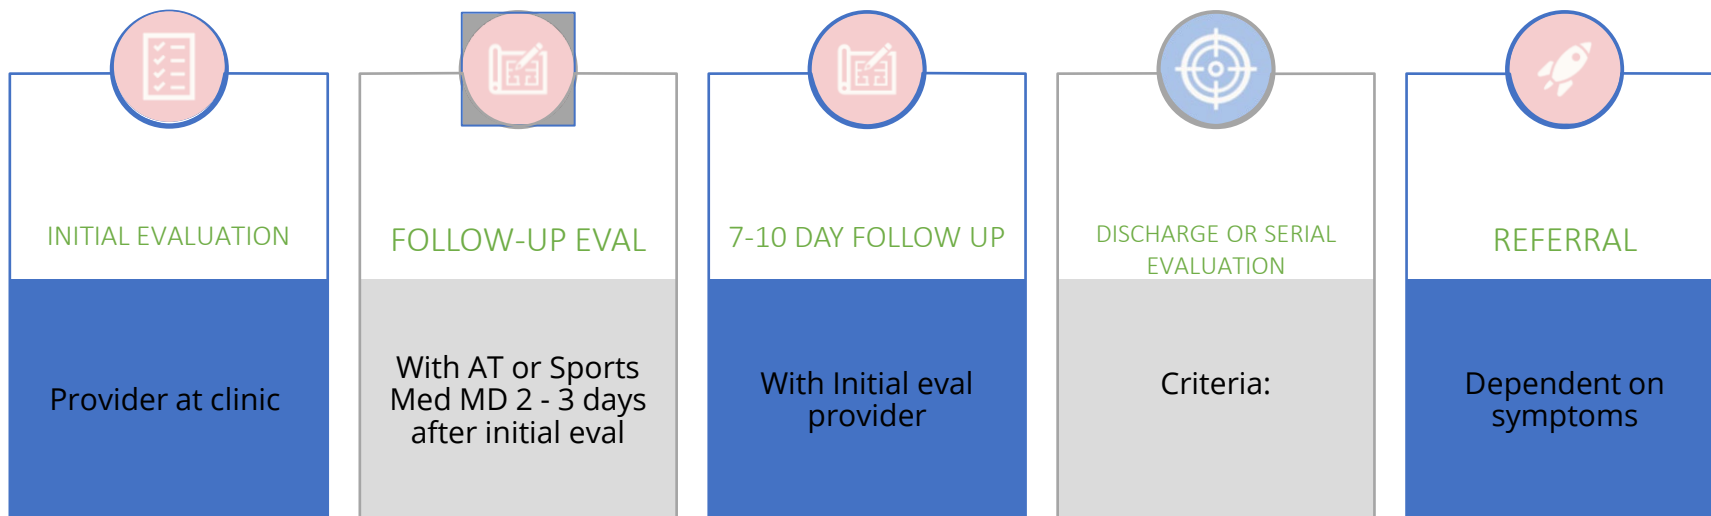 INITIAL EVALUATION
Provider at clinic
FOLLOW-UP EVAL
With AT or Sports
Med MD 2 - 3 days
after initial eval
7-10 DAY FOLLOW UP
With Initial eval
provider
DISCHARGE OR SERIAL
EVALUATION
Criteria:
REFERRAL
Dependent on
symptoms